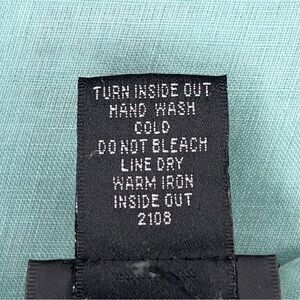 TURN INSIDE OUT
HAND WASH
COLD
DO NOT BLEACH
LINE DRY
WARM IRON
INSIDE OUT
2108